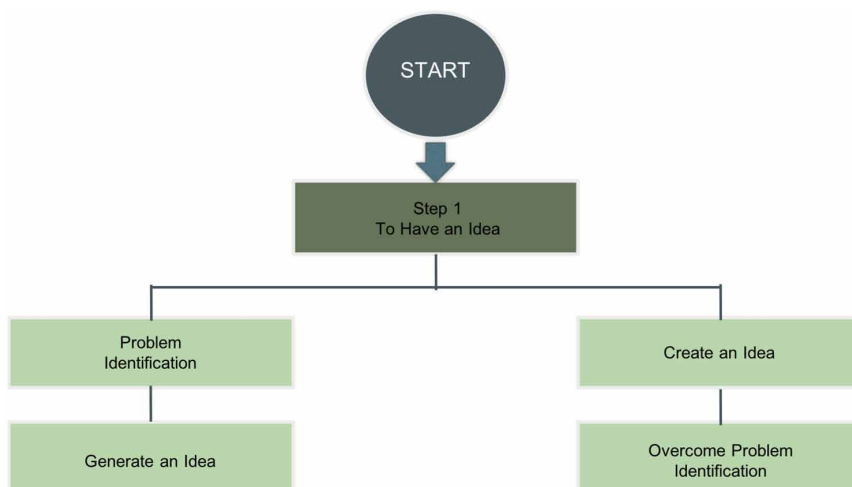 START
Step 1
To Have an Idea
Problem
Identification
Create an Idea
Generate an Idea
Overcome Problem
Identification